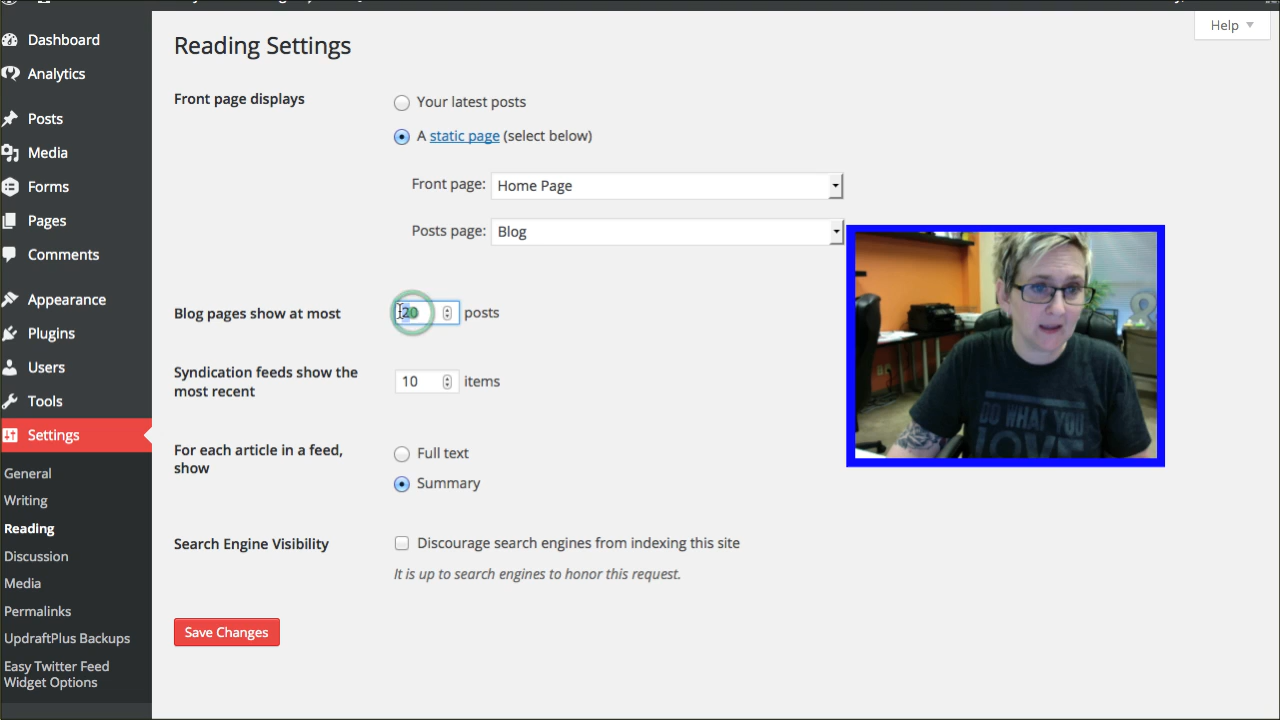 Dashboard
Analytics
Posts
Media
Forms
Pages
Comments
Appearance
Plugins
Users
Tools
Settings
General
Writing
Reading
Discussion
Media
Permalinks
UpdraftPlus Backups
Easy Twitter Feed
Widget Options
Help
Reading Settings
Front page displays
Your latest posts
A static page (select below)
Front page: Home Page
Posts page: Blog
Blog pages show at most 20 posts
Syndication feeds show the
most recent
10 items
For each article in a feed,
show
Full text
Summary
Search Engine Visibility
Discourage search engines from indexing this site
It is up to search engines to honor this request.
Save Changes
DO WHAT YOU
LOVE